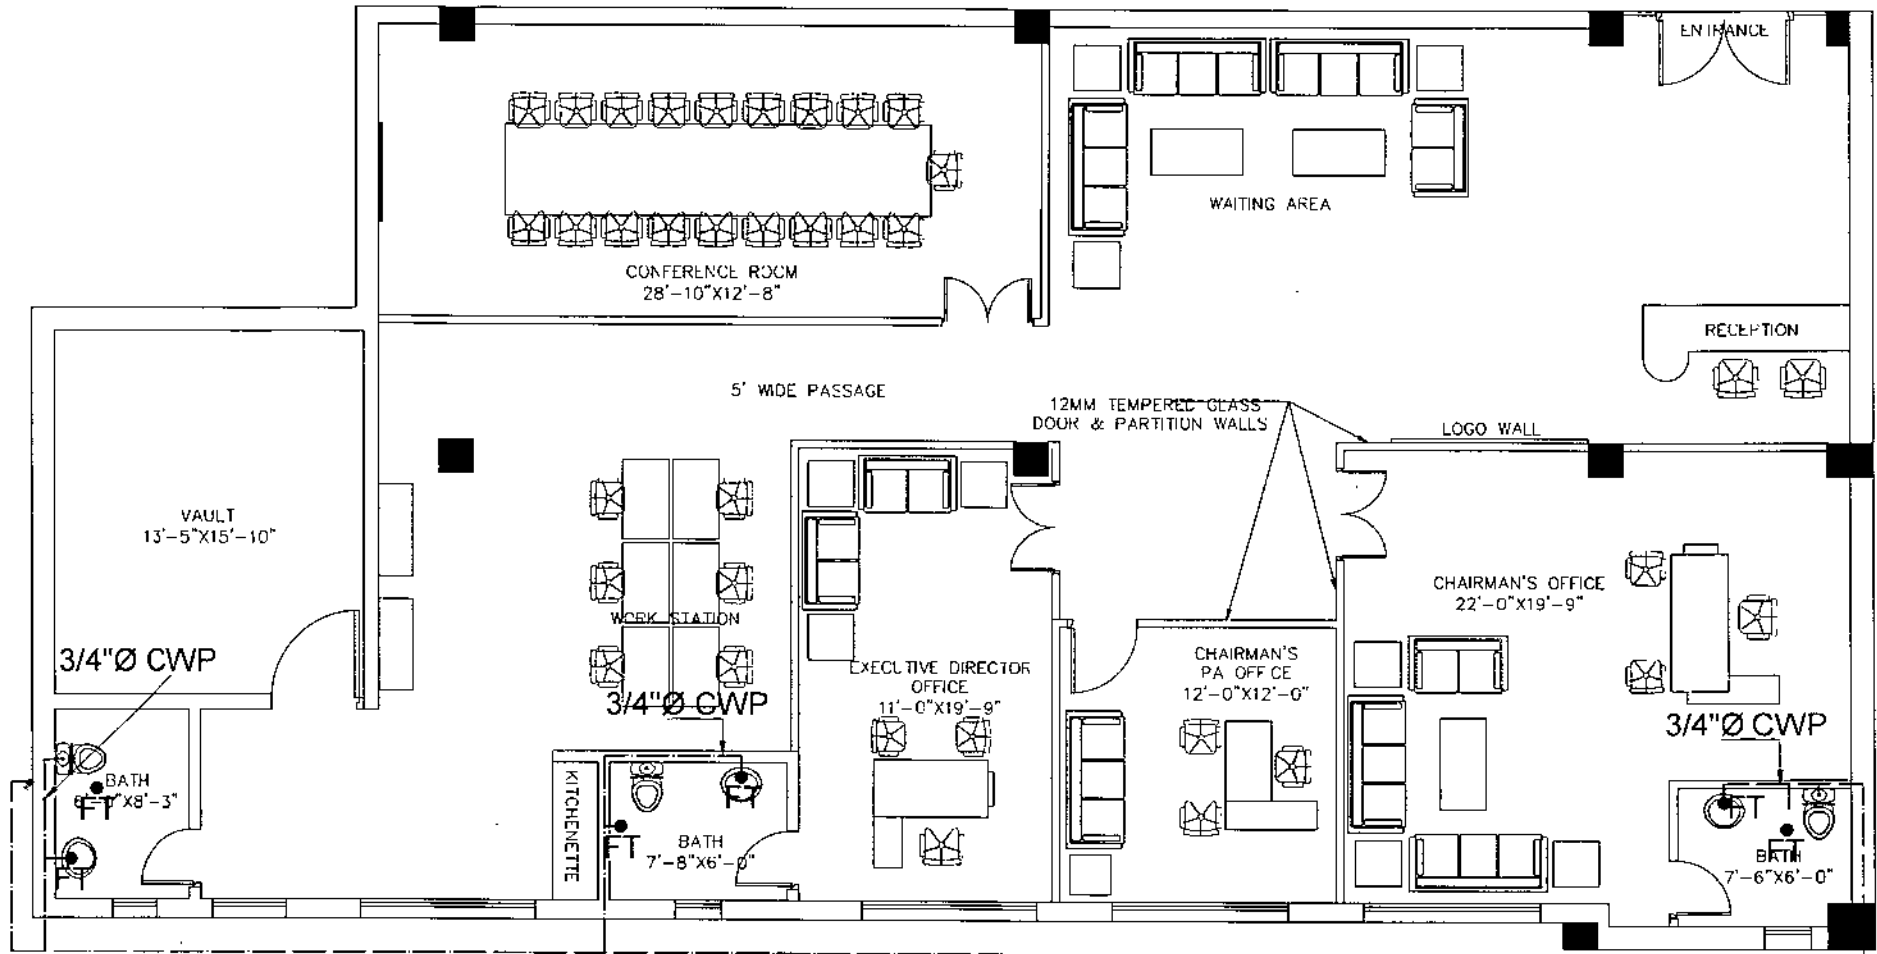 ENTRANCE
WAITING AREA
CONFERENCE ROOM
28'-10"X12'-8"
RECEPTION
5' WIDE PASSAGE
12MM TEMPERED GLASS
DOOR & PARTITION WALLS
LOGO WALL
VAULT
13'-5"X15'-10"
CHAIRMAN'S OFFICE
22'-0"X19'-9"
WORK STATION
3/4"Ø CWP
EXECUTIVE DIRECTOR
OFFICE
11'-0"X19'-9"
CHAIRMAN'S
PA OFFICE
12'-0"X12'-0"
3/4"Ø CWP
3/4"Ø CWP
BATH
FT
FT
KITCHENETTE
FT
FT
BATH
7'-8"X6'-0"
FT
FT
BATH
7'-6"X6'-0"